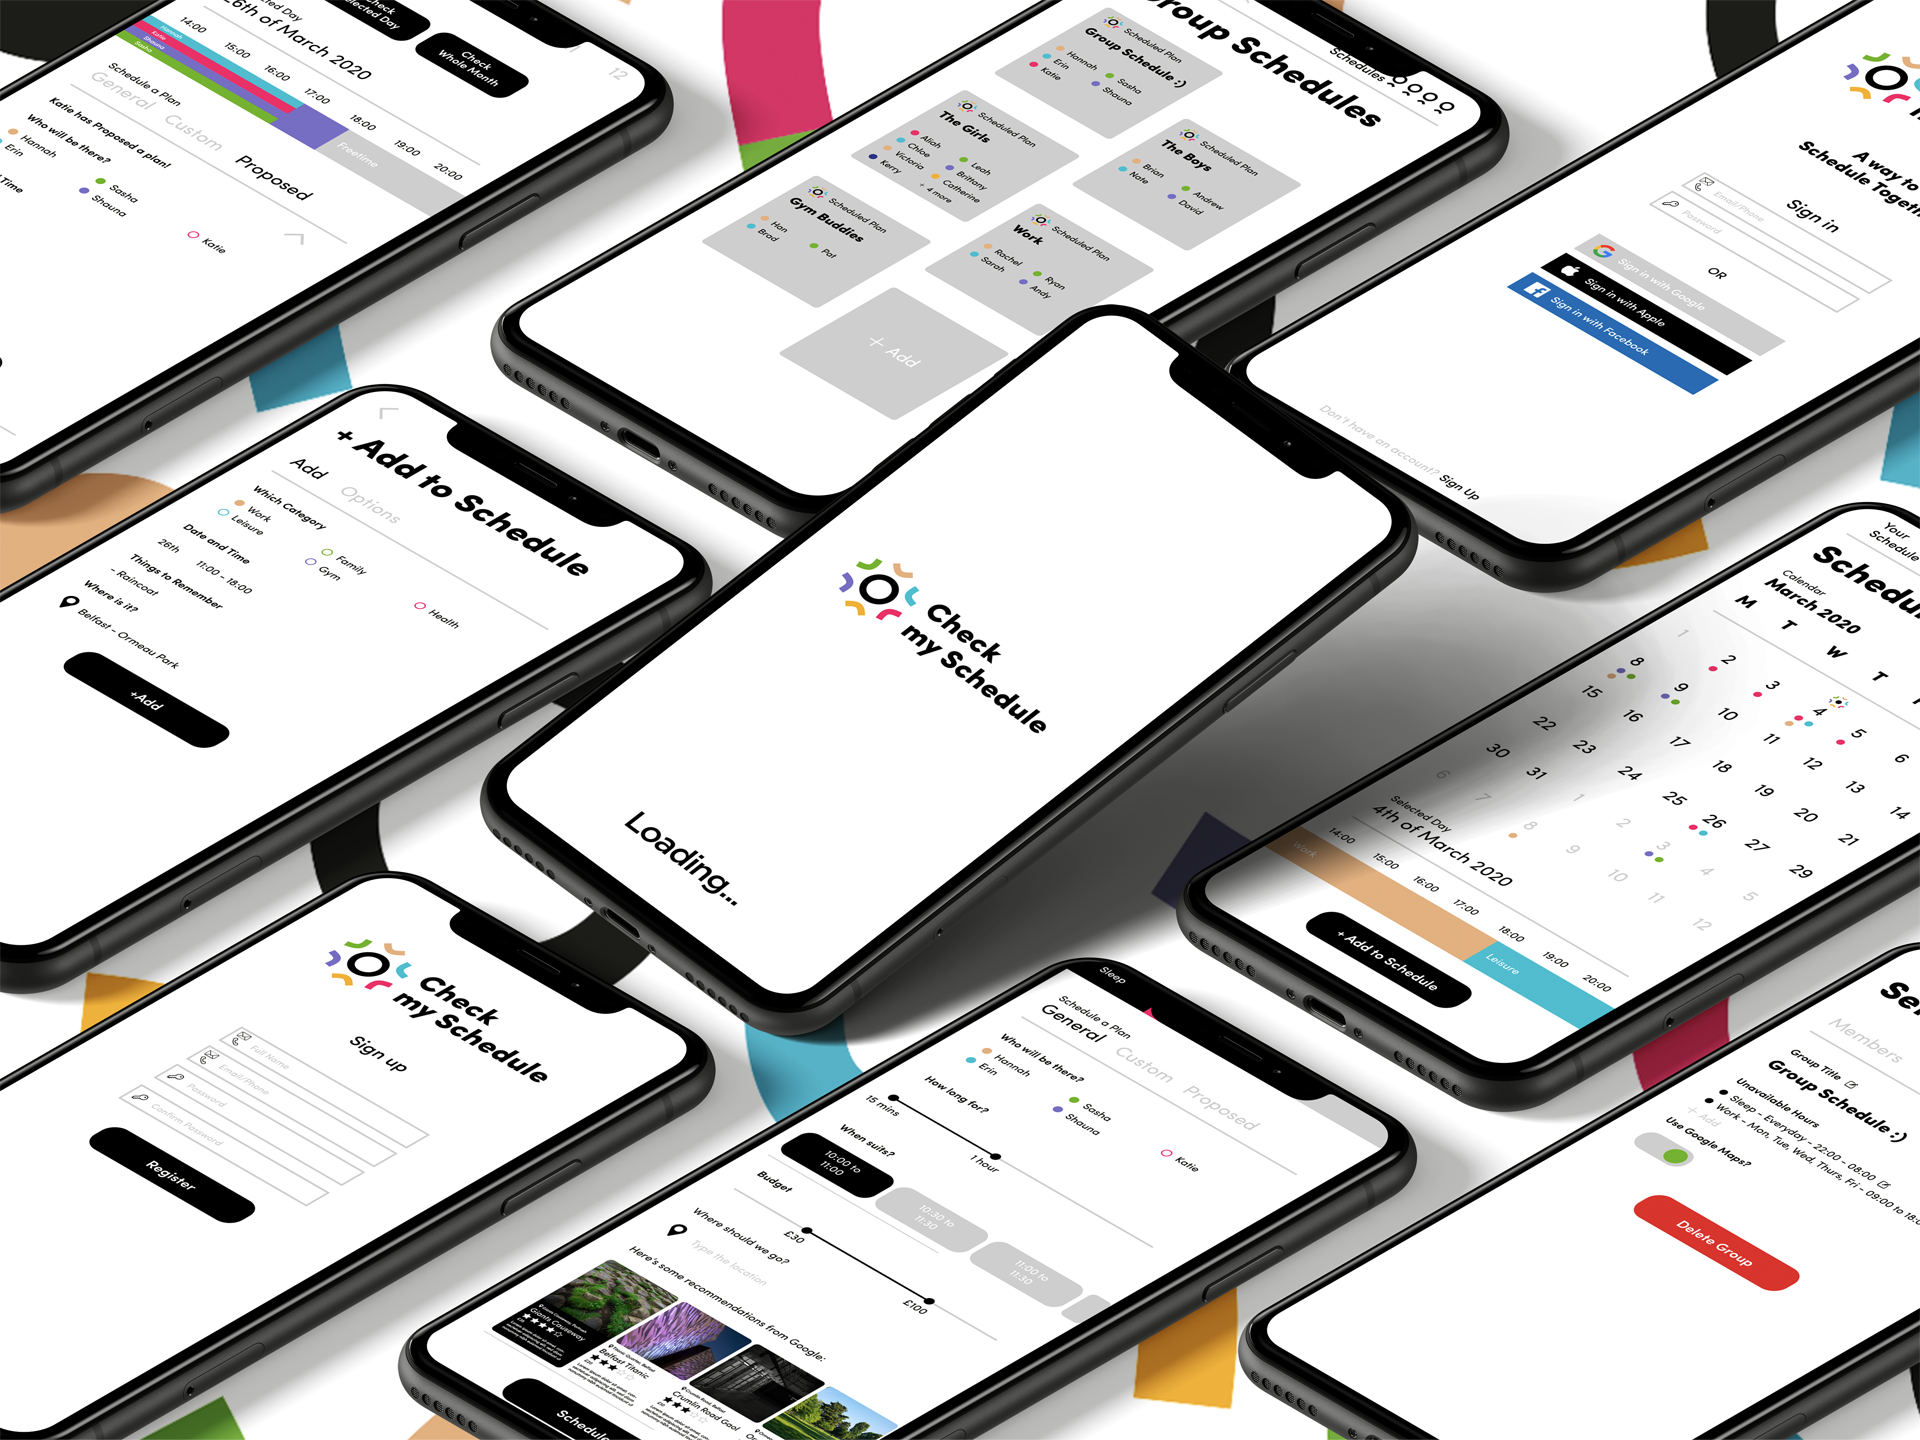 Selected Day
26th of March 2020
Check
Selected Day
Check
Whole Month
12
14:00
15:00
16:00
17:00
18:00
19:00
20:00
Hannah
Katie
Shauna
Sasha
Freetime
Schedule a Plan
General
Custom
Proposed
Katie has Proposed a plan!
Who will be there?
Hannah
Erin
Sasha
Shauna
Katie
Time
Group Schedules
Schedules
Scheduled Plan
Group Schedule :)
Hannah
Erin
Katie
Sasha
Shauna
Scheduled Plan
The Girls
Aliah
Chloe
Victoria
Kerry
Leah
Brittany
Catherine
+ 4 more
Scheduled Plan
The Boys
Brian
Nate
Andrew
David
Scheduled Plan
Gym Buddies
Han
Brad
Pat
Scheduled Plan
Work
Rachel
Sarah
Ryan
Andy
+ Add
A way to
Schedule Together
Sign in
Email/Phone
Password
OR
Sign in with Google
Sign in with Apple
Sign in with Facebook
Don't have an account? Sign Up
+ Add to Schedule
Add
Options
Which Category
Work
Leisure
Family
Gym
Health
Date and Time
26th
11:00 - 18:00
Things to Remember
- Raincoat
Where is it?
Belfast - Ormeau Park
+Add
Check
my Schedule
Loading...
Your
Schedule
Calendar
March 2020
M
T
W
T
1
2
3
4
5
6
8
9
10
11
12
13
14
15
16
17
18
19
20
21
22
23
24
25
26
27
29
30
31
1
2
3
4
5
6
7
8
9
10
11
12
Selected Day
4th of March 2020
14:00
15:00
16:00
17:00
18:00
19:00
20:00
Work
Leisure
+ Add to Schedule
Check
my Schedule
Sign up
Full Name
Email/Phone
Password
Confirm Password
Register
Sleep
Schedule a Plan
General
Custom
Proposed
Who will be there?
Hannah
Erin
Sasha
Shauna
Katie
How long for?
15 mins
1 hour
When suits?
10:00 to
11:00
10:30 to
11:30
11:00 to
11:30
Budget
£30
£100
Where should we go?
Type the location
Here's some recommendations from Google:
Giants Causeway
Belfast Titanic
Crumlin Road Gaol
Schedule
Members
Group Title
Group Schedule :)
Unavailable Hours
Sleep - Everyday - 22:00 - 08:00
Work - Mon, Tue, Wed, Thurs, Fri - 09:00 to 18:0
+ Add
Use Google Maps?
Delete Group